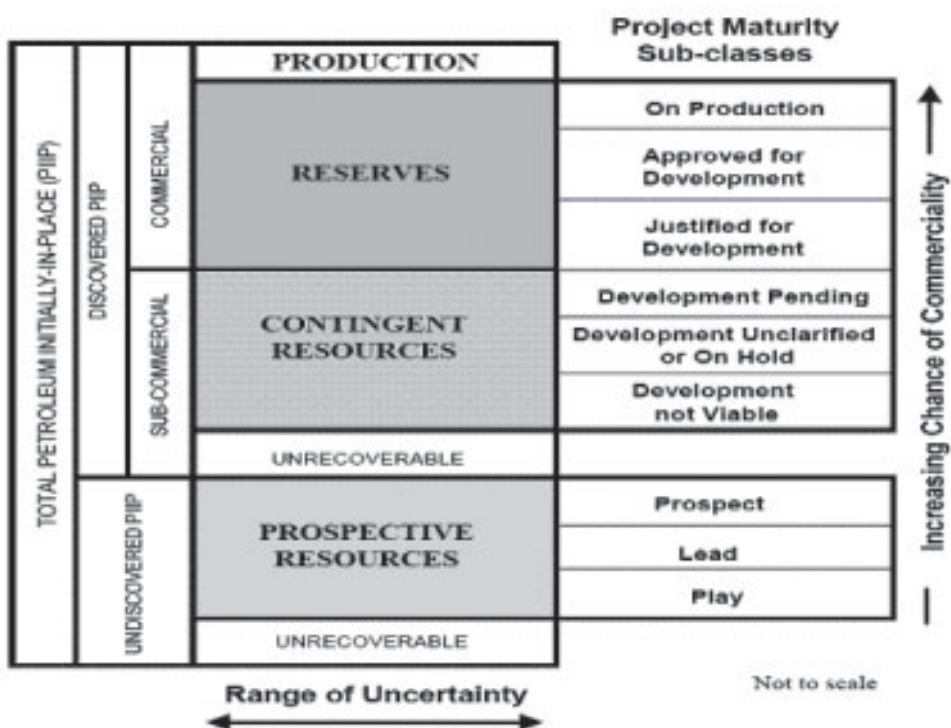 Project Maturity
Sub-classes
TOTAL PETROLEUM INITIALLY-IN-PLACE (PIIP)
DISCOVERED PIIP
COMMERCIAL
PRODUCTION
RESERVES
On Production
Approved for
Development
Justified for
Development
SUB-COMMERCIAL
CONTINGENT
RESOURCES
Development Pending
Development Unclarified
or On Hold
Development
not Viable
UNRECOVERABLE
UNDISCOVERED PIIP
PROSPECTIVE
RESOURCES
Prospect
Lead
Play
UNRECOVERABLE
Increasing Chance of Commerciality
Range of Uncertainty
Not to scale